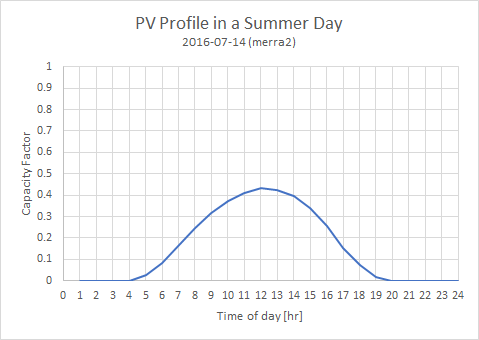 PV Profile in a Summer Day
2016-07-14 (merra2)
Capacity Factor
1
0.9
0.8
0.7
0.6
0.5
0.4
0.3
0.2
0.1
0
0 1 2 3 4 5 6 7 8 9 10 11 12 13 14 15 16 17 18 19 20 21 22 23 24
Time of day [hr]